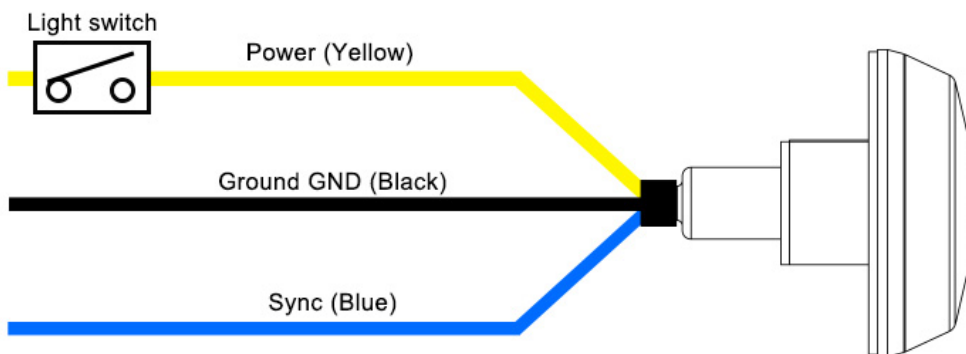 Light switch
Power (Yellow)
Ground GND (Black)
Sync (Blue)